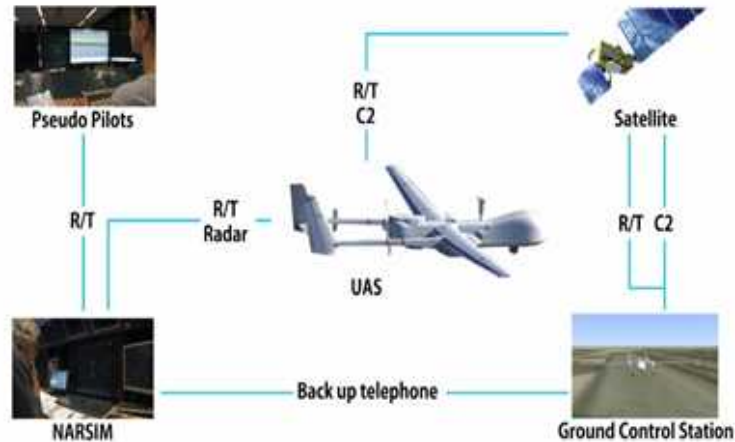 Pseudo Pilots
R/T
C2
Satellite
R/T
R/T
Radar
R/T C2
UAS
Back up telephone
NARSIM
Ground Control Station